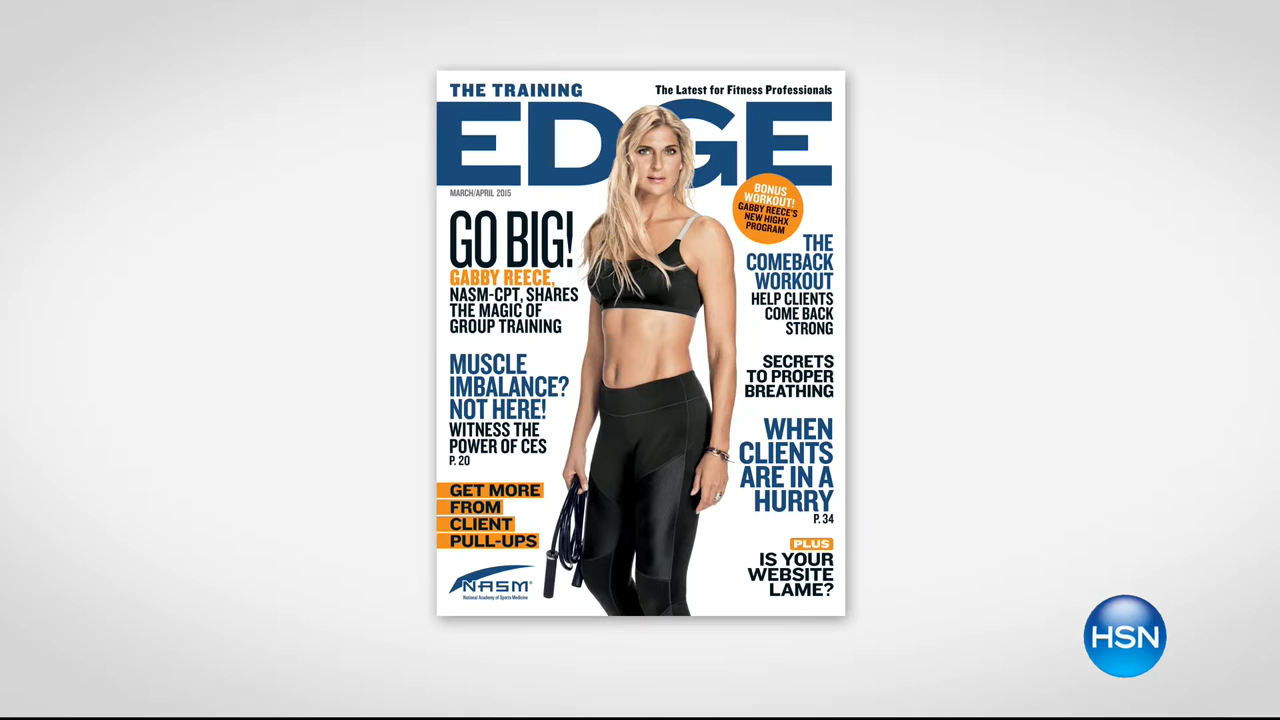 THE TRAINING
The Latest for Fitness Professionals
EDGE
MARCH/APRIL 2015
BONUS
WORKOUT!
GABBY REECE'S
NEW HIGHX
PROGRAM
GO BIG!
GABBY REECE,
NASM-CPT, SHARES
THE MAGIC OF
GROUP TRAINING
MUSCLE
IMBALANCE?
NOT HERE!
WITNESS THE
POWER OF CES
P. 20
GET MORE
FROM
CLIENT
PULL-UPS
NASM®
National Academy of Sports Medicine
THE
COMEBACK
WORKOUT
HELP CLIENTS
COME BACK
STRONG
SECRETS
TO PROPER
BREATHING
WHEN
CLIENTS
ARE IN A
HURRY
P. 34
PLUS
IS YOUR
WEBSITE
LAME?
HSN